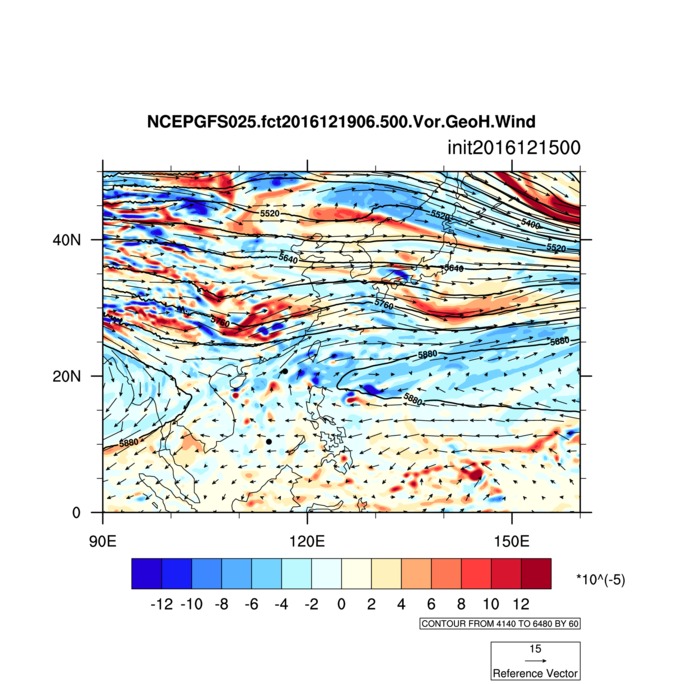 NCEPGFS025.fct2016121906.500.Vor.GeoH.Wind
init2016121500
5520
5520
5400
5520
40N
5640
5640
5760
5760
5880
5880
20N
5880
5880
0
90E 120E 150E
-12 -10 -8 -6 -4 -2 0 2 4 6 8 10 12
*10^(-5)
CONTOUR FROM 4140 TO 6480 BY 60
15
Reference Vector